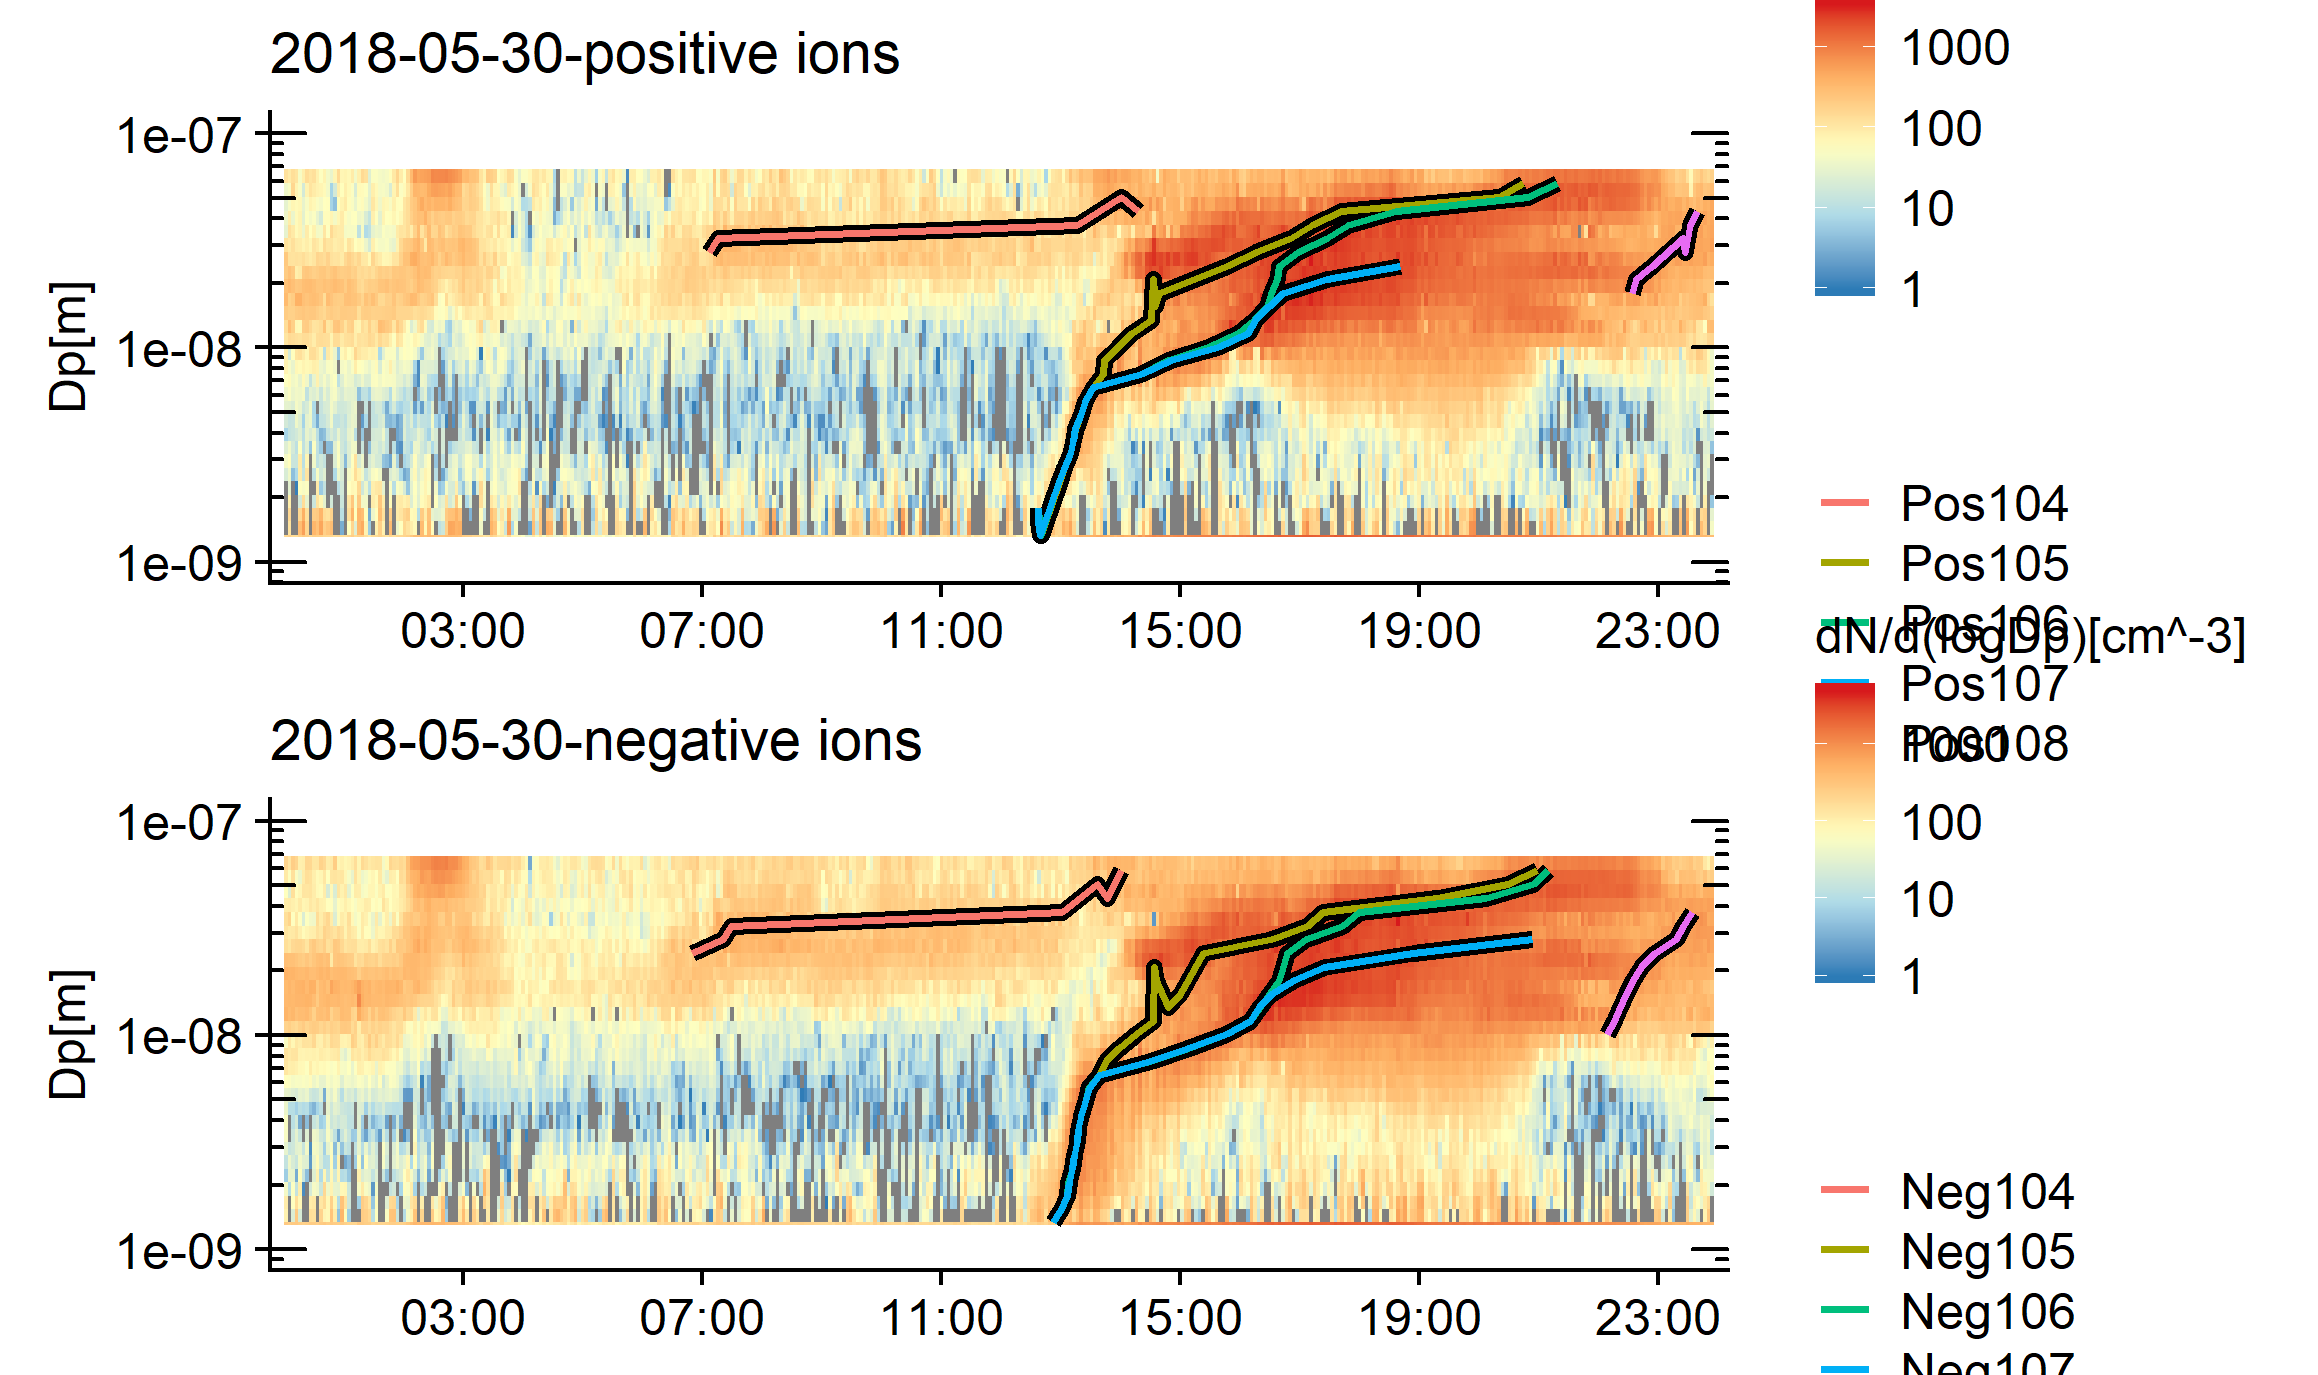 2018-05-30-positive ions
1e-07
1e-08
1e-09
Dp[m]
03:00 07:00 11:00 15:00 19:00 23:00
1000
100
10
1
Pos104
Pos105
Pos106
dN/d(logDp)[cm^-3]
Pos107
Pos108
2018-05-30-negative ions
1e-07
1e-08
1e-09
Dp[m]
03:00 07:00 11:00 15:00 19:00 23:00
1000
100
10
1
Neg104
Neg105
Neg106
Neg107